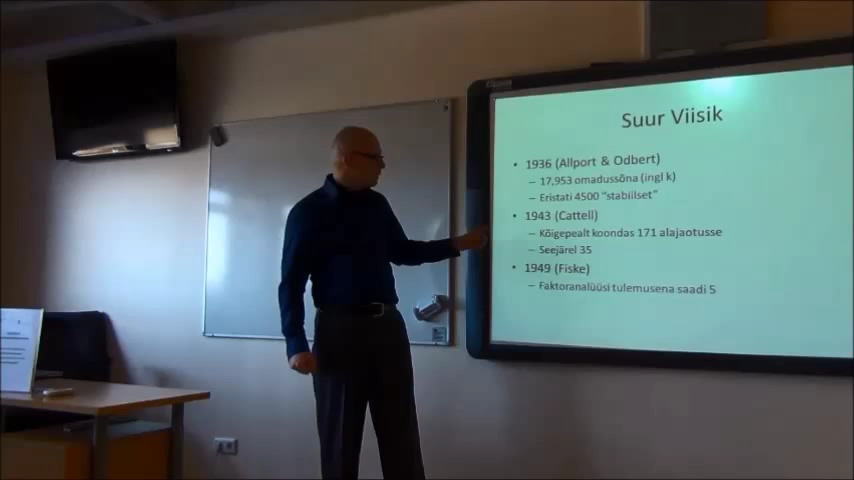 Suur Viisik
• 1936 (Allport & Odbert)
– 17,953 omadussõna (ingl k)
– Eristati 4500 "stabiilset"
• 1943 (Cattell)
– Kõigepealt koondas 171 alajaotusse
– Seejärel 35
• 1949 (Fiske)
– Faktoranalüüsi tulemusena saadi 5